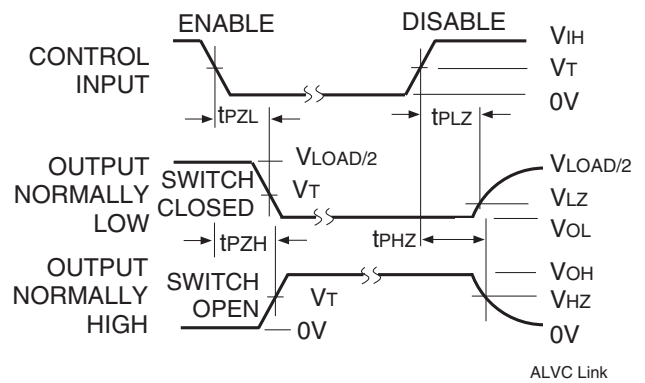 ENABLE DISABLE
CONTROL INPUT
VIH
VT
0V
tPZL
tPLZ
OUTPUT NORMALLY LOW
SWITCH CLOSED
VLOAD/2
VT
VLOAD/2
VLZ
VOL
tPZH
tPHZ
OUTPUT NORMALLY HIGH
SWITCH OPEN
VT
0V
VOH
VHZ
0V
ALVC Link